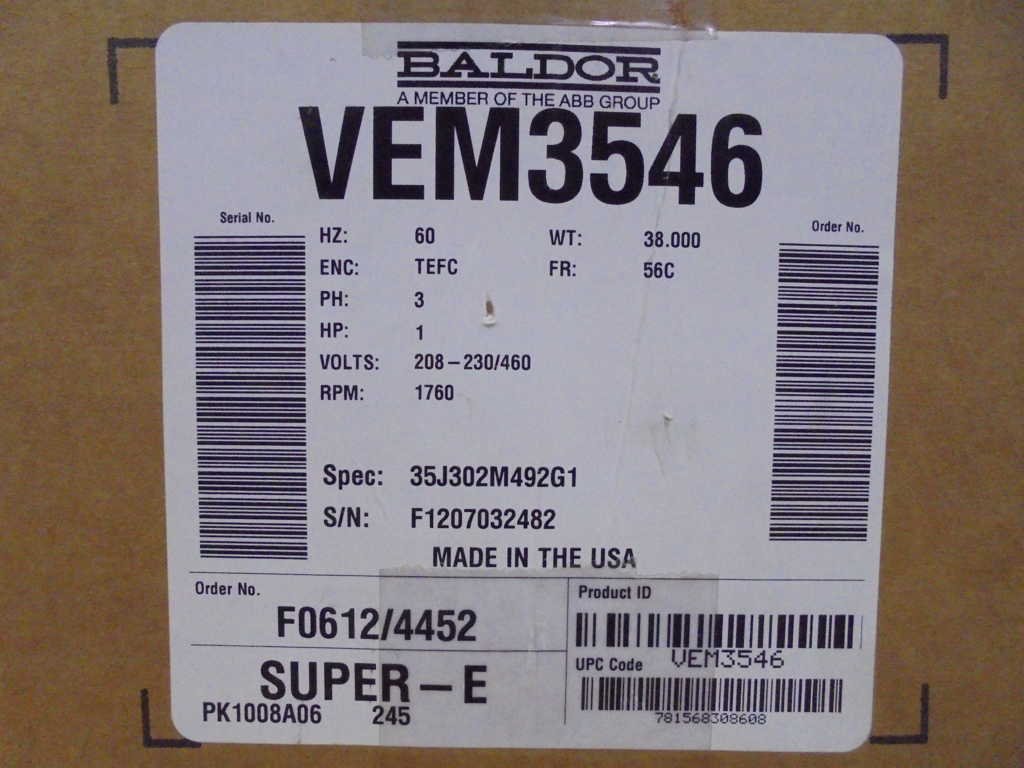 BALDOR
A MEMBER OF THE ABB GROUP
VEM3546
Serial No.
Order No.
HZ: 60 WT: 38.000
ENC: TEFC FR: 56C
PH: 3
HP: 1
VOLTS: 208-230/460
RPM: 1760
Spec: 35J302M492G1
S/N: F1207032482
MADE IN THE USA
Order No.
F0612/4452
SUPER-E
PK1008A06 245
Product ID
VEM3546
UPC Code
781568308608